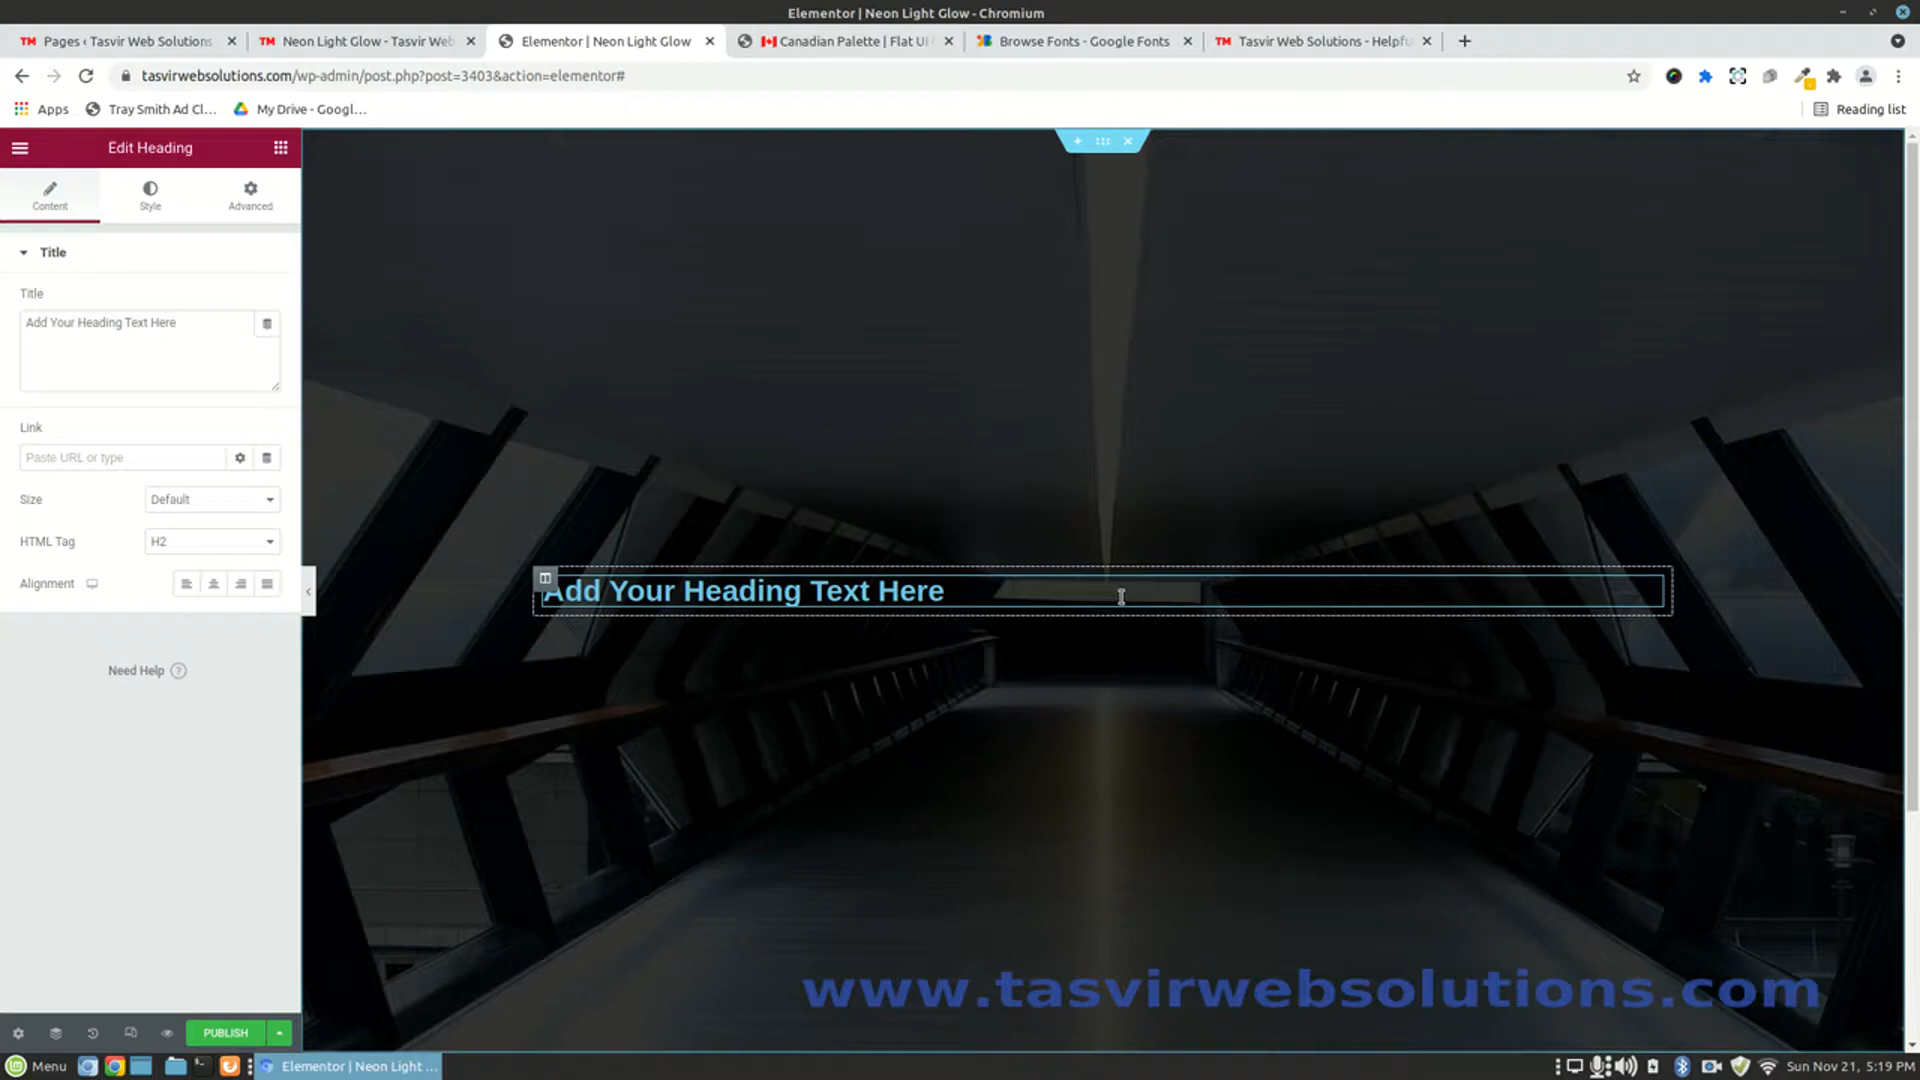 Elementor | Neon Light Glow - Chromium
Pages ‹ Tasvir Web Solutions
Neon Light Glow - Tasvir Web
Elementor | Neon Light Glow
Canadian Palette | Flat UI
Browse Fonts - Google Fonts
Tasvir Web Solutions - Helpfu
tasvirwebsolutions.com/wp-admin/post.php?post=3403&action=elementor#
Apps
Tray Smith Ad Cl...
My Drive - Googl...
Reading list
Edit Heading
Content
Style
Advanced
Title
Title
Add Your Heading Text Here
Link
Paste URL or type
Size
Default
HTML Tag
H2
Alignment
Add Your Heading Text Here
Need Help
www.tasvirwebsolutions.com
PUBLISH
Menu
Elementor | Neon Light ...
Sun Nov 21, 5:19 PM